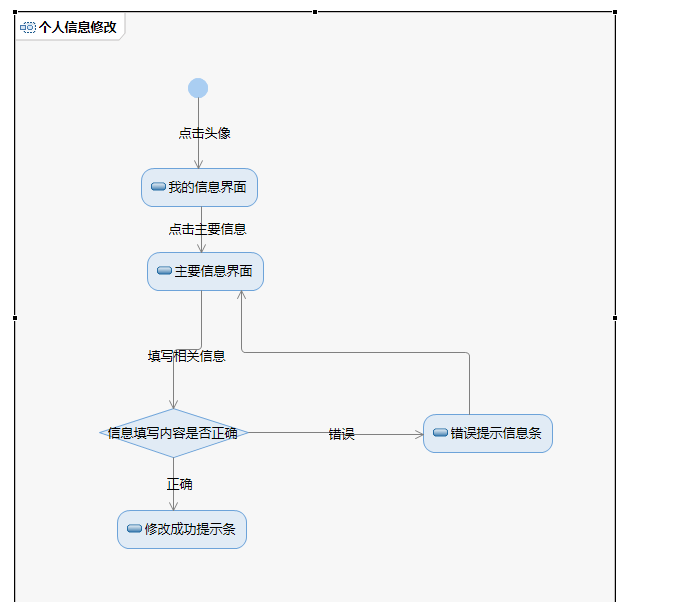 个人信息修改
点击头像
我的信息界面
点击主要信息
主要信息界面
填写相关信息
信息填写内容是否正确
错误
错误提示信息条
正确
修改成功提示条